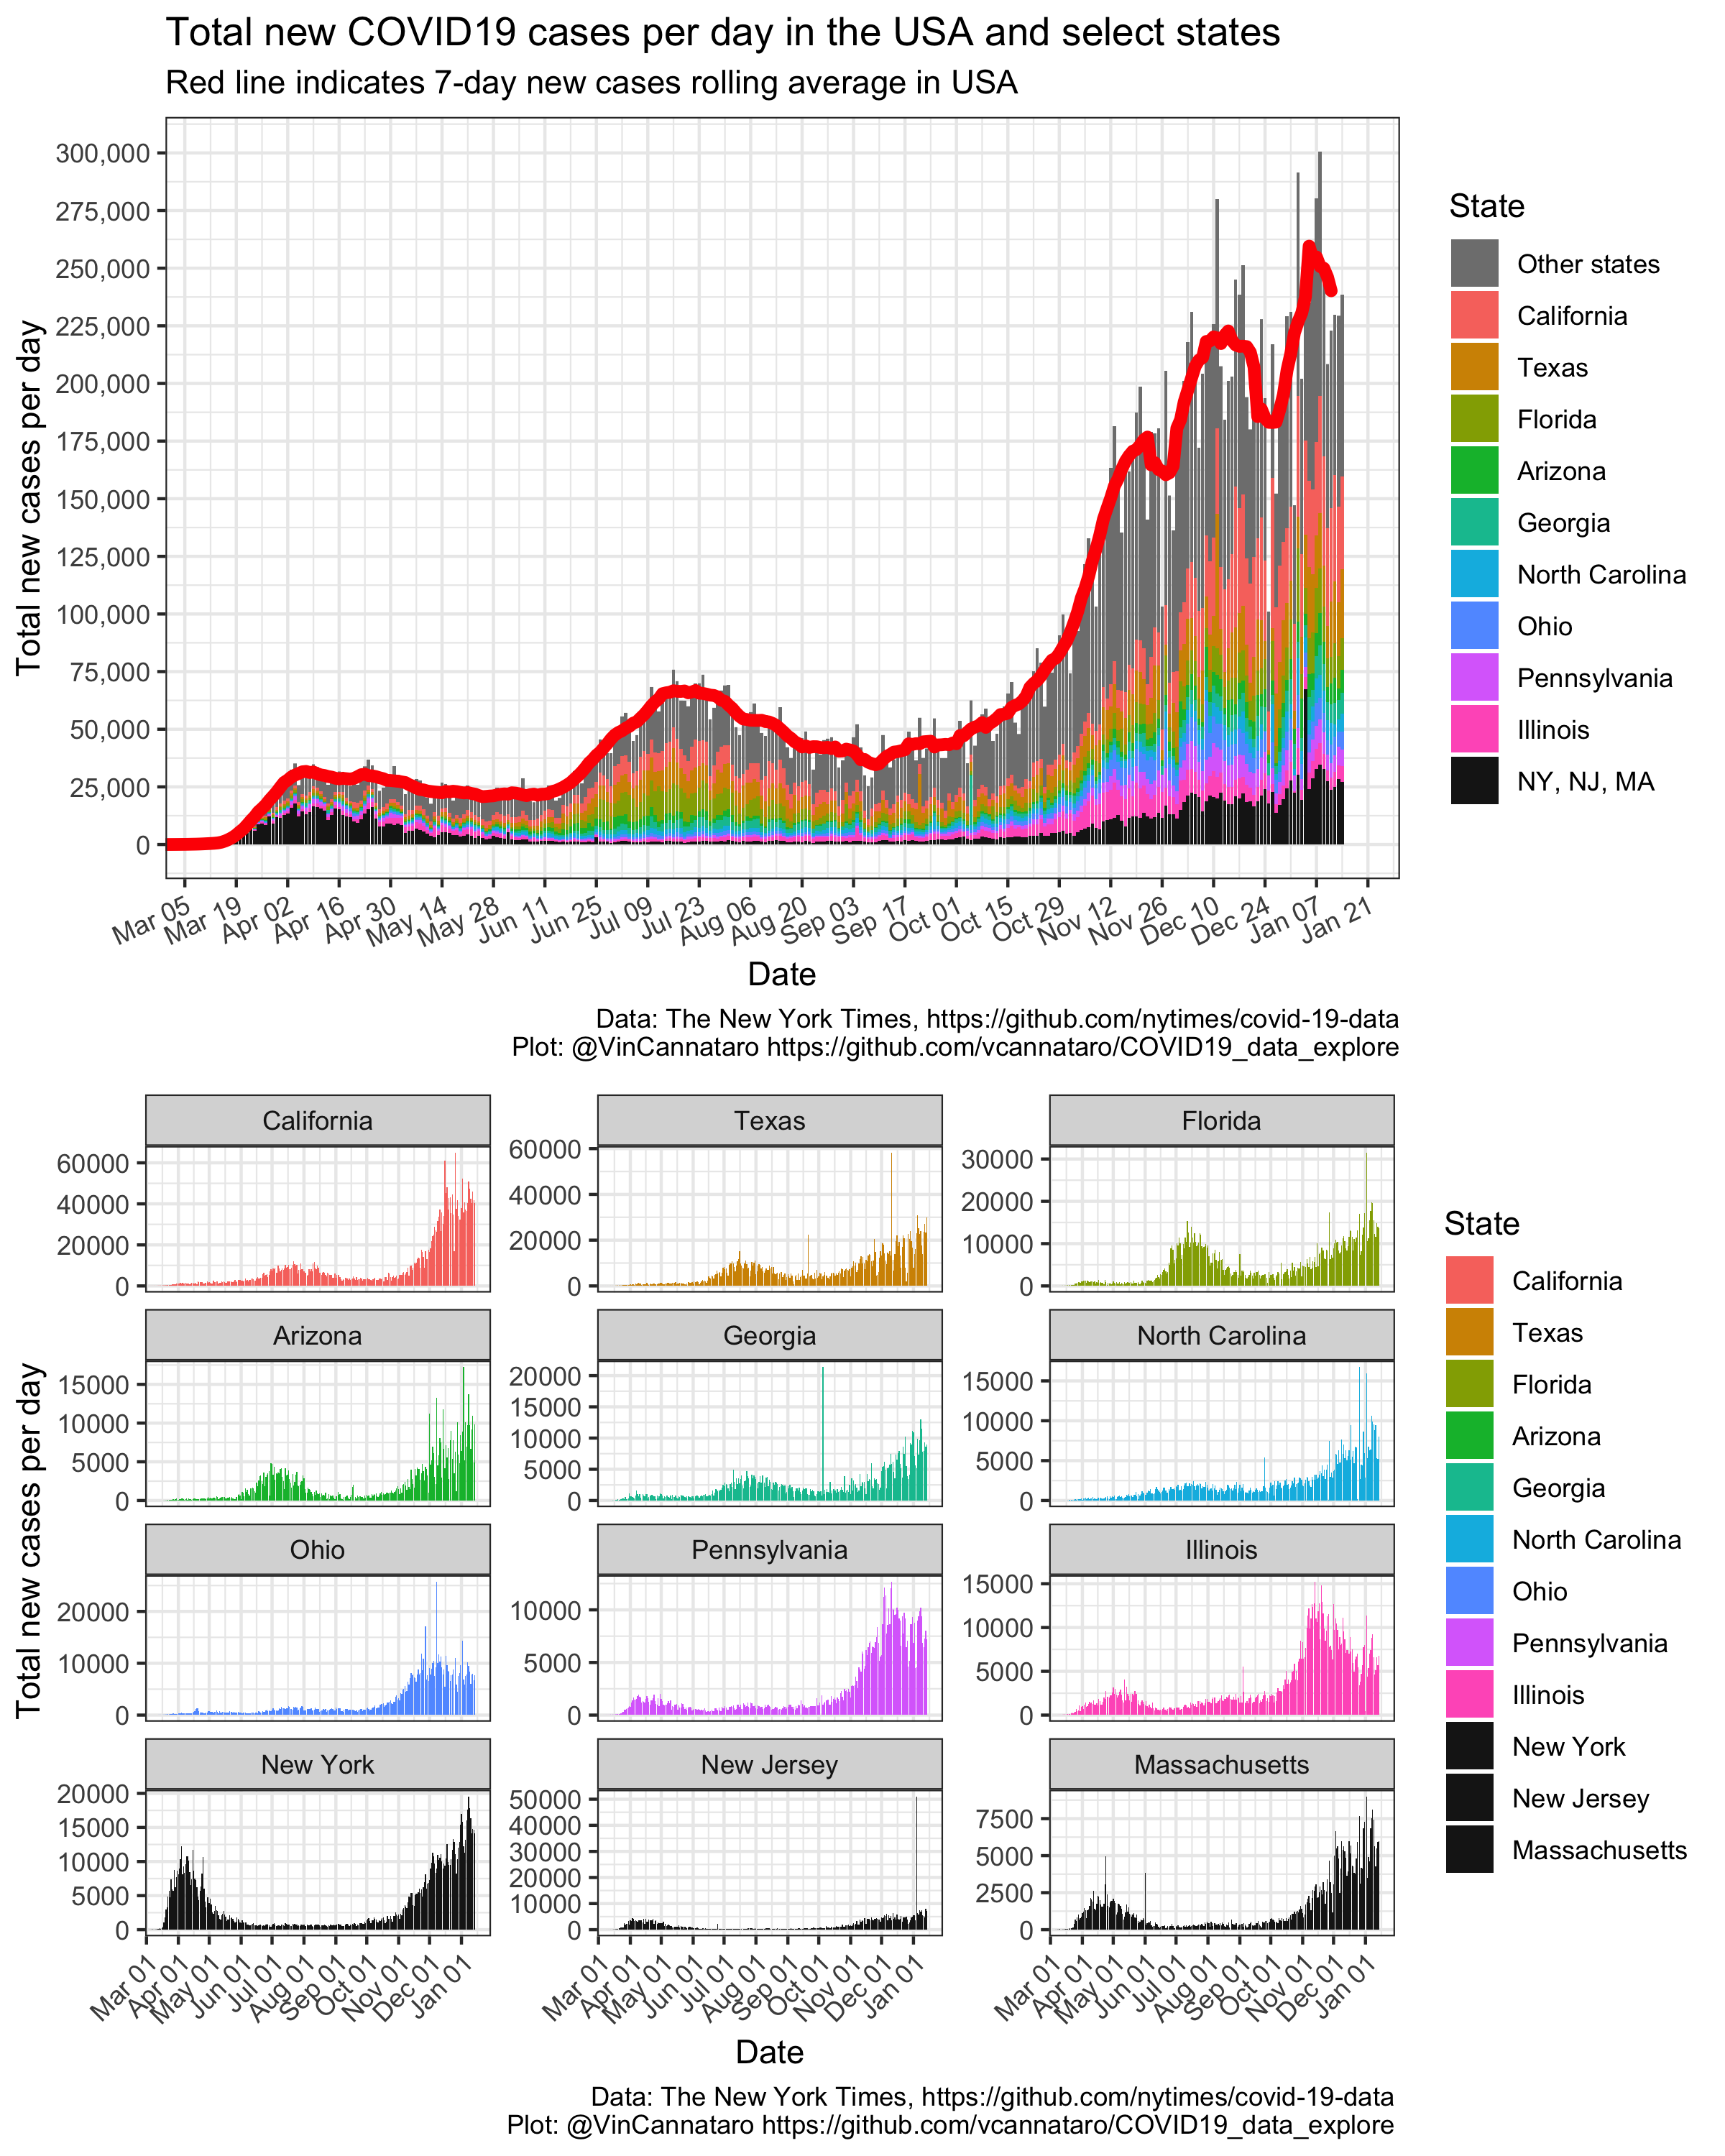 Total new COVID19 cases per day in the USA and select states
Red line indicates 7-day new cases rolling average in USA
Total new cases per day
300,000
275,000
250,000
225,000
200,000
175,000
150,000
125,000
100,000
75,000
50,000
25,000
0
Mar 05
Mar 19
Apr 02
Apr 16
Apr 30
May 14
May 28
Jun 11
Jun 25
Jul 09
Jul 23
Aug 06
Aug 20
Sep 03
Sep 17
Oct 01
Oct 15
Oct 29
Nov 12
Nov 26
Dec 10
Dec 24
Jan 07
Jan 21
Date
State
Other states
California
Texas
Florida
Arizona
Georgia
North Carolina
Ohio
Pennsylvania
Illinois
NY, NJ, MA
Data: The New York Times, https://github.com/nytimes/covid-19-data
Plot: @VinCannataro https://github.com/vcannataro/COVID19_data_explore
Total new cases per day
California
60000
40000
20000
0
Texas
60000
40000
20000
0
Florida
30000
20000
10000
0
Arizona
15000
10000
5000
0
Georgia
20000
15000
10000
5000
0
North Carolina
15000
10000
5000
0
Ohio
20000
10000
0
Pennsylvania
10000
5000
0
Illinois
15000
10000
5000
0
New York
20000
15000
10000
5000
0
New Jersey
50000
40000
30000
20000
10000
0
Massachusetts
7500
5000
2500
0
Mar 01
Apr 01
May 01
Jun 01
Jul 01
Aug 01
Sep 01
Oct 01
Nov 01
Dec 01
Jan 01
Mar 01
Apr 01
May 01
Jun 01
Jul 01
Aug 01
Sep 01
Oct 01
Nov 01
Dec 01
Jan 01
Mar 01
Apr 01
May 01
Jun 01
Jul 01
Aug 01
Sep 01
Oct 01
Nov 01
Dec 01
Jan 01
Date
State
California
Texas
Florida
Arizona
Georgia
North Carolina
Ohio
Pennsylvania
Illinois
New York
New Jersey
Massachusetts
Data: The New York Times, https://github.com/nytimes/covid-19-data
Plot: @VinCannataro https://github.com/vcannataro/COVID19_data_explore